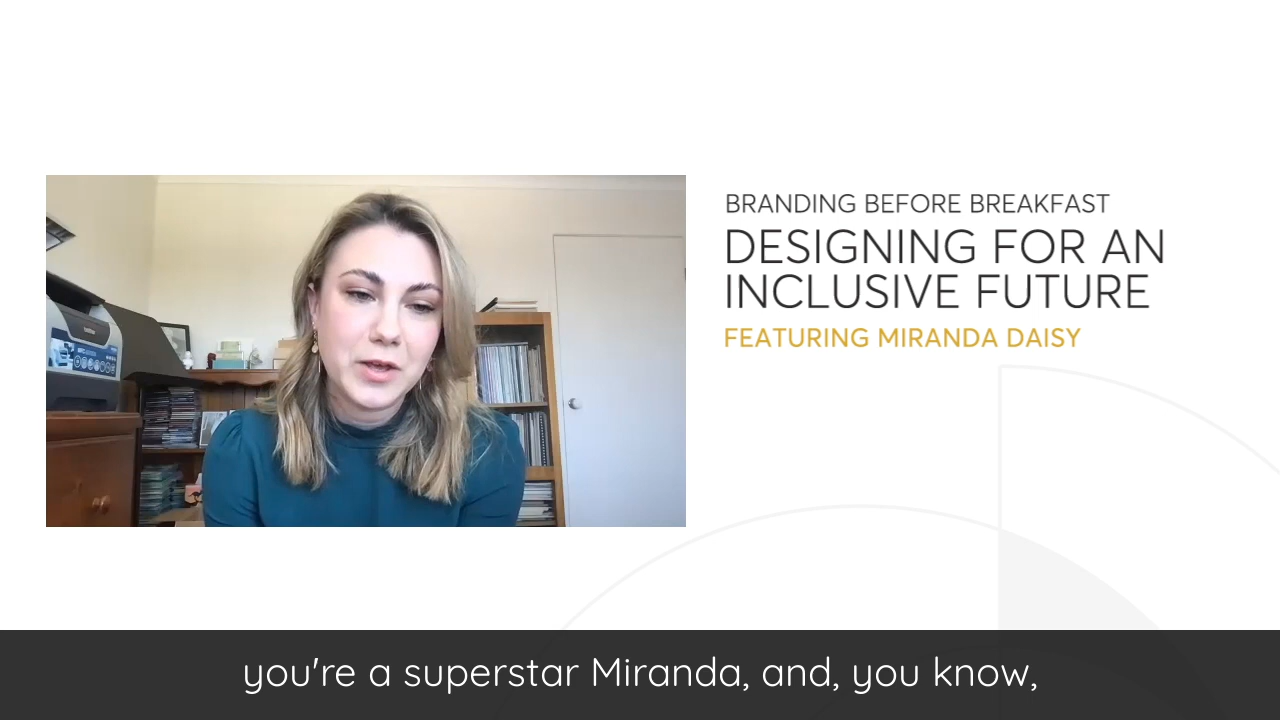 BRANDING BEFORE BREAKFAST
DESIGNING FOR AN
INCLUSIVE FUTURE
FEATURING MIRANDA DAISY
you're a superstar Miranda, and, you know,